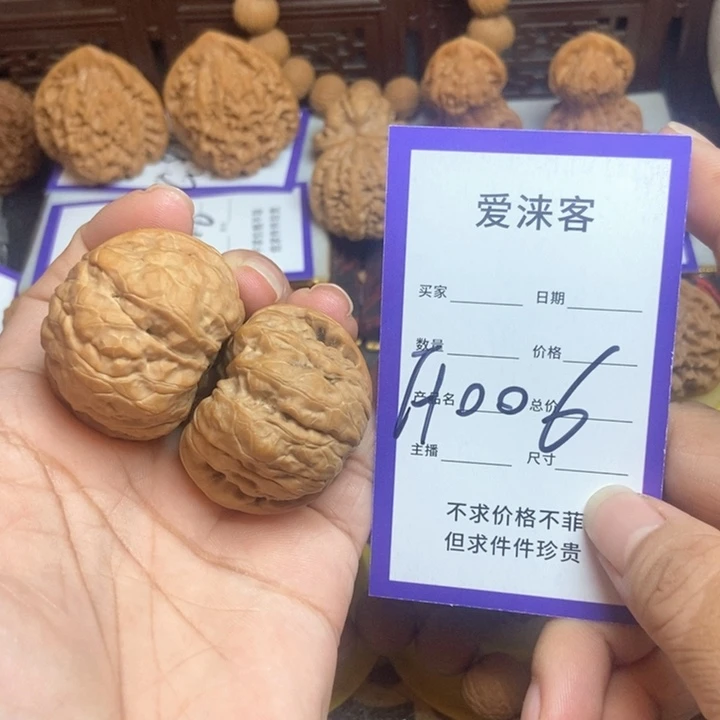 爱涞客
买家 日期
数量 价格
A006
产品名 总价
主播 尺寸
不求价格不菲
但求件件珍贵